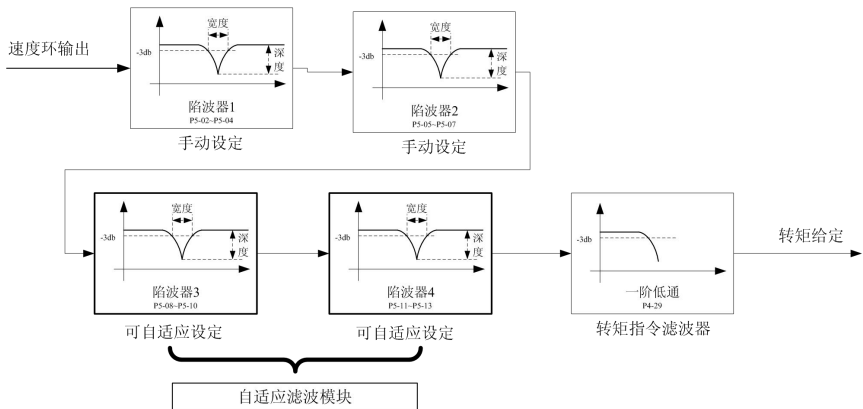 速度环输出
宽度
-3db
深度
陷波器1
P5-02~P5-04
手动设定
宽度
-3db
深度
陷波器2
P5-05~P5-07
手动设定
宽度
-3db
深度
陷波器3
P5-08~P5-10
可自适应设定
宽度
-3db
深度
陷波器4
P5-11~P5-13
可自适应设定
-3db
一阶低通
P4-29
转矩指令滤波器
转矩给定
自适应滤波模块